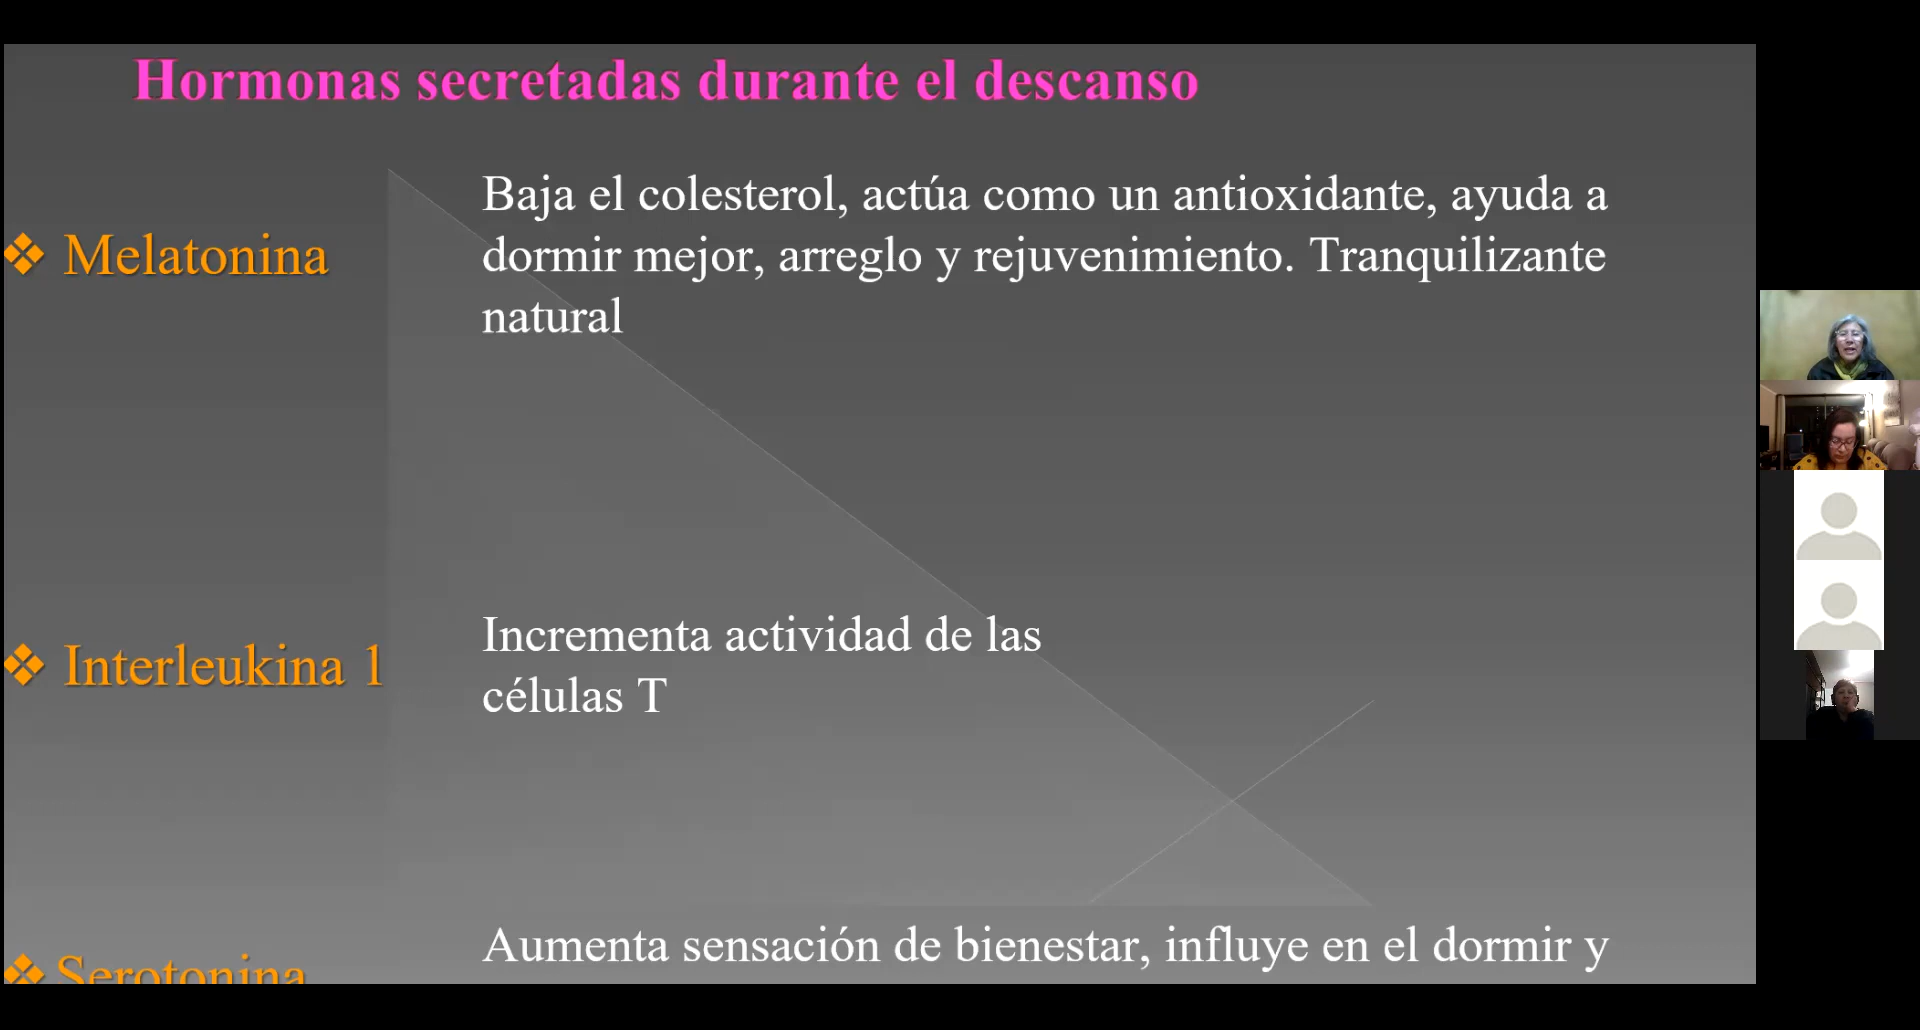 Hormonas secretadas durante el descanso
Baja el colesterol, actúa como un antioxidante, ayuda a
❖ Melatonina
dormir mejor, arreglo y rejuvenimiento. Tranquilizante
natural
Incrementa actividad de las
❖ Interleukina 1
células T
Aumenta sensación de bienestar, influye en el dormir y
❖ Serotonina